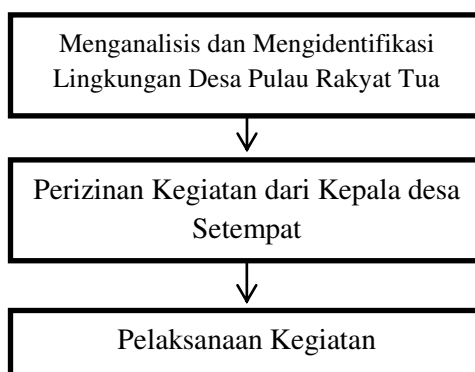 Menganalisis dan Mengidentifikasi
Lingkungan Desa Pulau Rakyat Tua
Perizinan Kegiatan dari Kepala desa
Setempat
Pelaksanaan Kegiatan